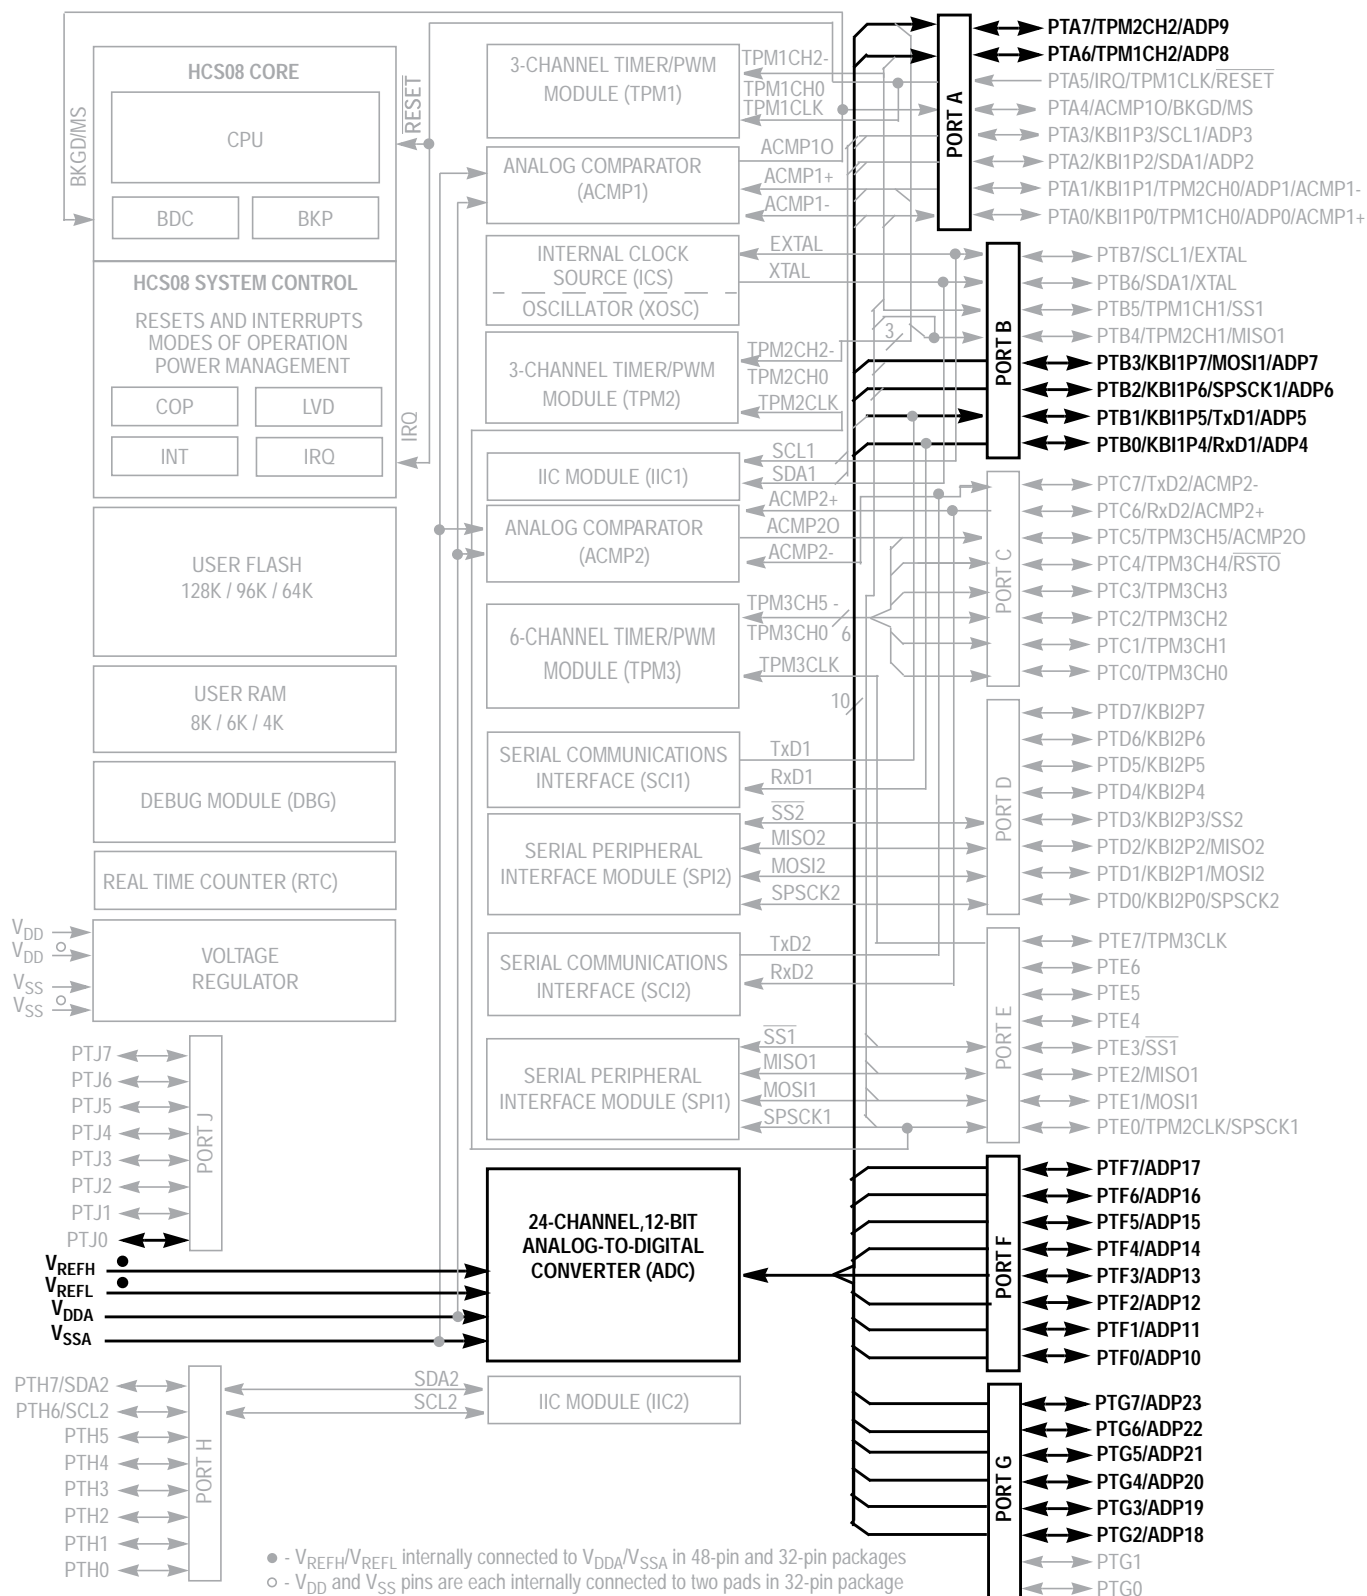 HCS08 CORE
CPU
BDC
BKP
BKGD/MS
RESET
HCS08 SYSTEM CONTROL
RESETS AND INTERRUPTS
MODES OF OPERATION
POWER MANAGEMENT
COP
LVD
INT
IRQ
IRQ
USER FLASH
128K / 96K / 64K
USER RAM
8K / 6K / 4K
DEBUG MODULE (DBG)
REAL TIME COUNTER (RTC)
VDD
VDD
VSS
VSS
VOLTAGE
REGULATOR
PTJ7
PTJ6
PTJ5
PTJ4
PTJ3
PTJ2
PTJ1
PTJ0
PORT J
VREFH
VREFL
VDDA
VSSA
PTH7/SDA2
PTH6/SCL2
PTH5
PTH4
PTH3
PTH2
PTH1
PTH0
PORT H
SDA2
SCL2
3-CHANNEL TIMER/PWM
MODULE (TPM1)
TPM1CH2-
TPM1CH0
TPM1CLK
ANALOG COMPARATOR
(ACMP1)
ACMP1O
ACMP1+
ACMP1-
INTERNAL CLOCK
SOURCE (ICS)
OSCILLATOR (XOSC)
EXTAL
XTAL
3-CHANNEL TIMER/PWM
MODULE (TPM2)
TPM2CH2-
TPM2CH0
TPM2CLK
3
IIC MODULE (IIC1)
SCL1
SDA1
ANALOG COMPARATOR
(ACMP2)
ACMP2+
ACMP2O
ACMP2-
6-CHANNEL TIMER/PWM
MODULE (TPM3)
TPM3CH5 -
TPM3CH0
6
TPM3CLK
10
SERIAL COMMUNICATIONS
INTERFACE (SCI1)
TxD1
RxD1
SERIAL PERIPHERAL
INTERFACE MODULE (SPI2)
SS2
MISO2
MOSI2
SPSCK2
SERIAL COMMUNICATIONS
INTERFACE (SCI2)
TxD2
RxD2
SERIAL PERIPHERAL
INTERFACE MODULE (SPI1)
SS1
MISO1
MOSI1
SPSCK1
24-CHANNEL,12-BIT
ANALOG-TO-DIGITAL
CONVERTER (ADC)
IIC MODULE (IIC2)
PORT A
PTA7/TPM2CH2/ADP9
PTA6/TPM1CH2/ADP8
PTA5/IRQ/TPM1CLK/RESET
PTA4/ACMP1O/BKGD/MS
PTA3/KBI1P3/SCL1/ADP3
PTA2/KBI1P2/SDA1/ADP2
PTA1/KBI1P1/TPM2CH0/ADP1/ACMP1-
PTA0/KBI1P0/TPM1CH0/ADP0/ACMP1+
PORT B
PTB7/SCL1/EXTAL
PTB6/SDA1/XTAL
PTB5/TPM1CH1/SS1
PTB4/TPM2CH1/MISO1
PTB3/KBI1P7/MOSI1/ADP7
PTB2/KBI1P6/SPSCK1/ADP6
PTB1/KBI1P5/TxD1/ADP5
PTB0/KBI1P4/RxD1/ADP4
PORT C
PTC7/TxD2/ACMP2-
PTC6/RxD2/ACMP2+
PTC5/TPM3CH5/ACMP2O
PTC4/TPM3CH4/RSTO
PTC3/TPM3CH3
PTC2/TPM3CH2
PTC1/TPM3CH1
PTC0/TPM3CH0
PORT D
PTD7/KBI2P7
PTD6/KBI2P6
PTD5/KBI2P5
PTD4/KBI2P4
PTD3/KBI2P3/SS2
PTD2/KBI2P2/MISO2
PTD1/KBI2P1/MOSI2
PTD0/KBI2P0/SPSCK2
PORT E
PTE7/TPM3CLK
PTE6
PTE5
PTE4
PTE3/SS1
PTE2/MISO1
PTE1/MOSI1
PTE0/TPM2CLK/SPSCK1
PORT F
PTF7/ADP17
PTF6/ADP16
PTF5/ADP15
PTF4/ADP14
PTF3/ADP13
PTF2/ADP12
PTF1/ADP11
PTF0/ADP10
PORT G
PTG7/ADP23
PTG6/ADP22
PTG5/ADP21
PTG4/ADP20
PTG3/ADP19
PTG2/ADP18
PTG1
PTG0
● - VREFH/VREFL internally connected to VDDA/VSSA in 48-pin and 32-pin packages
○ - VDD and VSS pins are each internally connected to two pads in 32-pin package